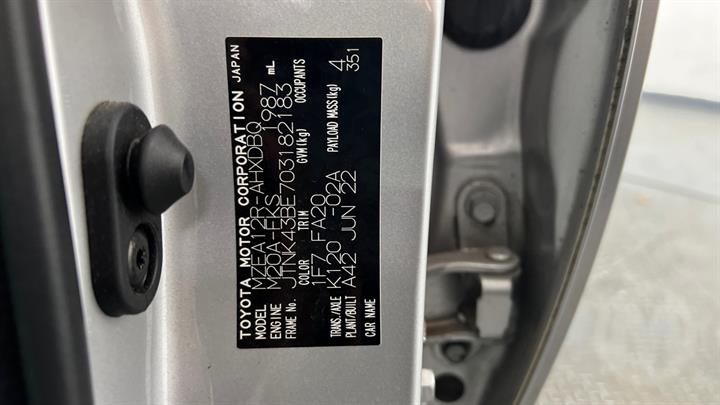 TOYOTA MOTOR CORPORATION JAPAN
MODEL MZEA12R-AHXDBQ
ENGINE M20A-FKS 1987 mL
FRAME No. JTNK43BE703182183
COLOR TRIM GVM(kg) OCCUPANTS
1F7 FA20 4
TRANS./AXLE K120 -02A PAYLOAD MASS(kg) 351
PLANT/BUILT A42 JUN 22
CAR NAME